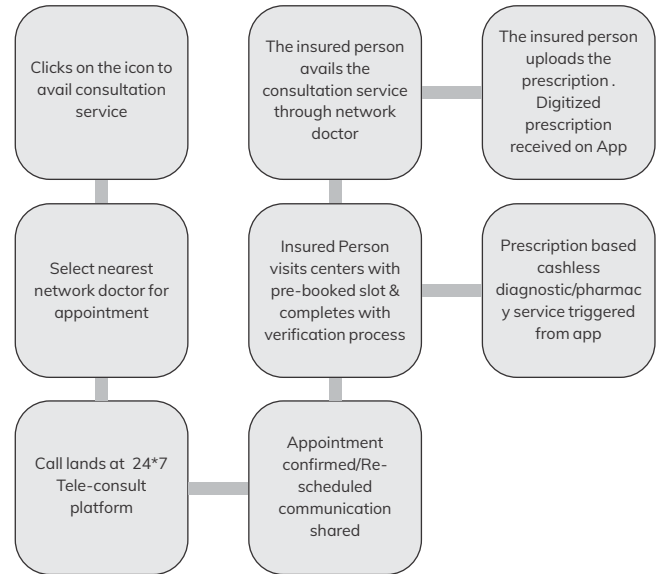 Clicks on the icon to
avail consultation
service
Select nearest
network doctor for
appointment
Call lands at 24*7
Tele-consult
platform
Appointment
confirmed/Re-
scheduled
communication
shared
Insured Person
visits centers with
pre-booked slot &
completes with
verification process
The insured person
avails the
consultation service
through network
doctor
The insured person
uploads the
prescription .
Digitized
prescription
received on App
Prescription based
cashless
diagnostic/pharmac
y service triggered
from app